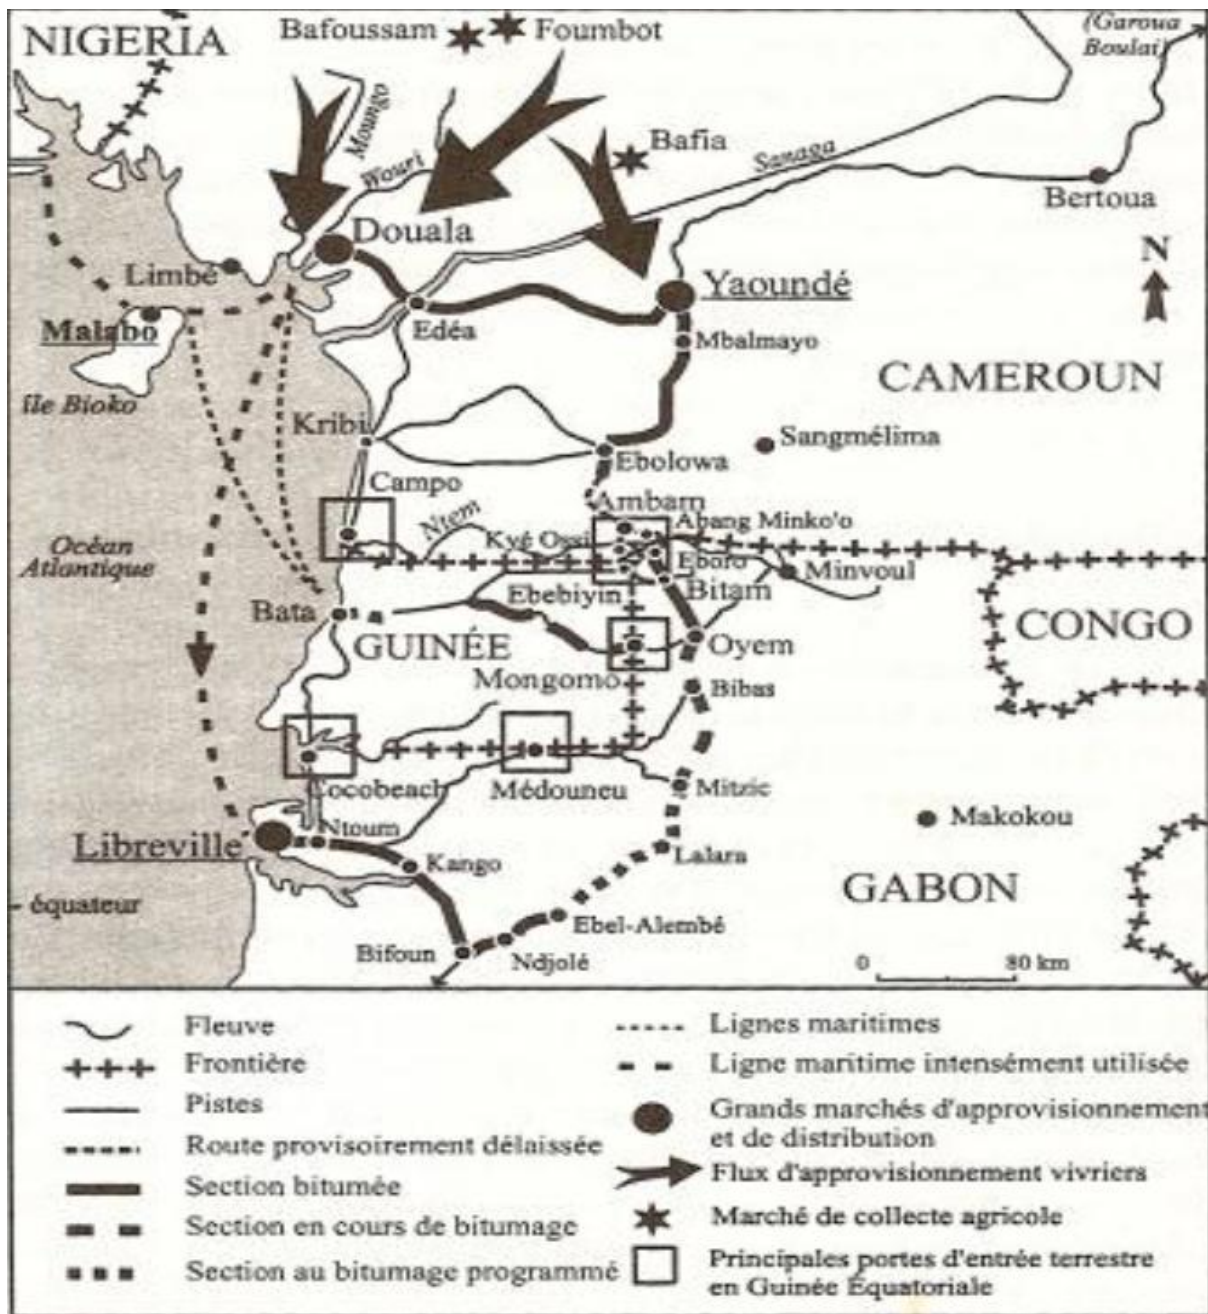 (Garoua
Boulaï)
NIGERIA
Bafoussam
Foumbot
Moungo
Wouri
Bafia
Sanaga
Bertoua
Douala
Limbé
N
Yaoundé
Malabo
Edéa
Mbalmayo
île Bioko
CAMEROUN
Kribi
Sangmélima
Ebolowa
Campo
Ambam
Ntem
Abang Minko'o
Kyé Ossi
Océan
Atlantique
Eboro
Minvoul
Ebebiyin
Bitam
Bata
GUINÉE
Oyem
CONGO
Mongomo
Bibas
Cocobeach
Médouneu
Mitzic
Makokou
Ntoum
Libreville
Kango
Lalara
GABON
équateur
Ebel-Alembé
Bifoun
Ndjolé
0 80 km
Fleuve
Frontière
Pistes
Route provisoirement délaissée
Section bitumée
Section en cours de bitumage
Section au bitumage programmé
Lignes maritimes
Ligne maritime intensément utilisée
Grands marchés d'approvisionnement
et de distribution
Flux d'approvisionnement vivriers
Marché de collecte agricole
Principales portes d'entrée terrestre
en Guinée Équatoriale